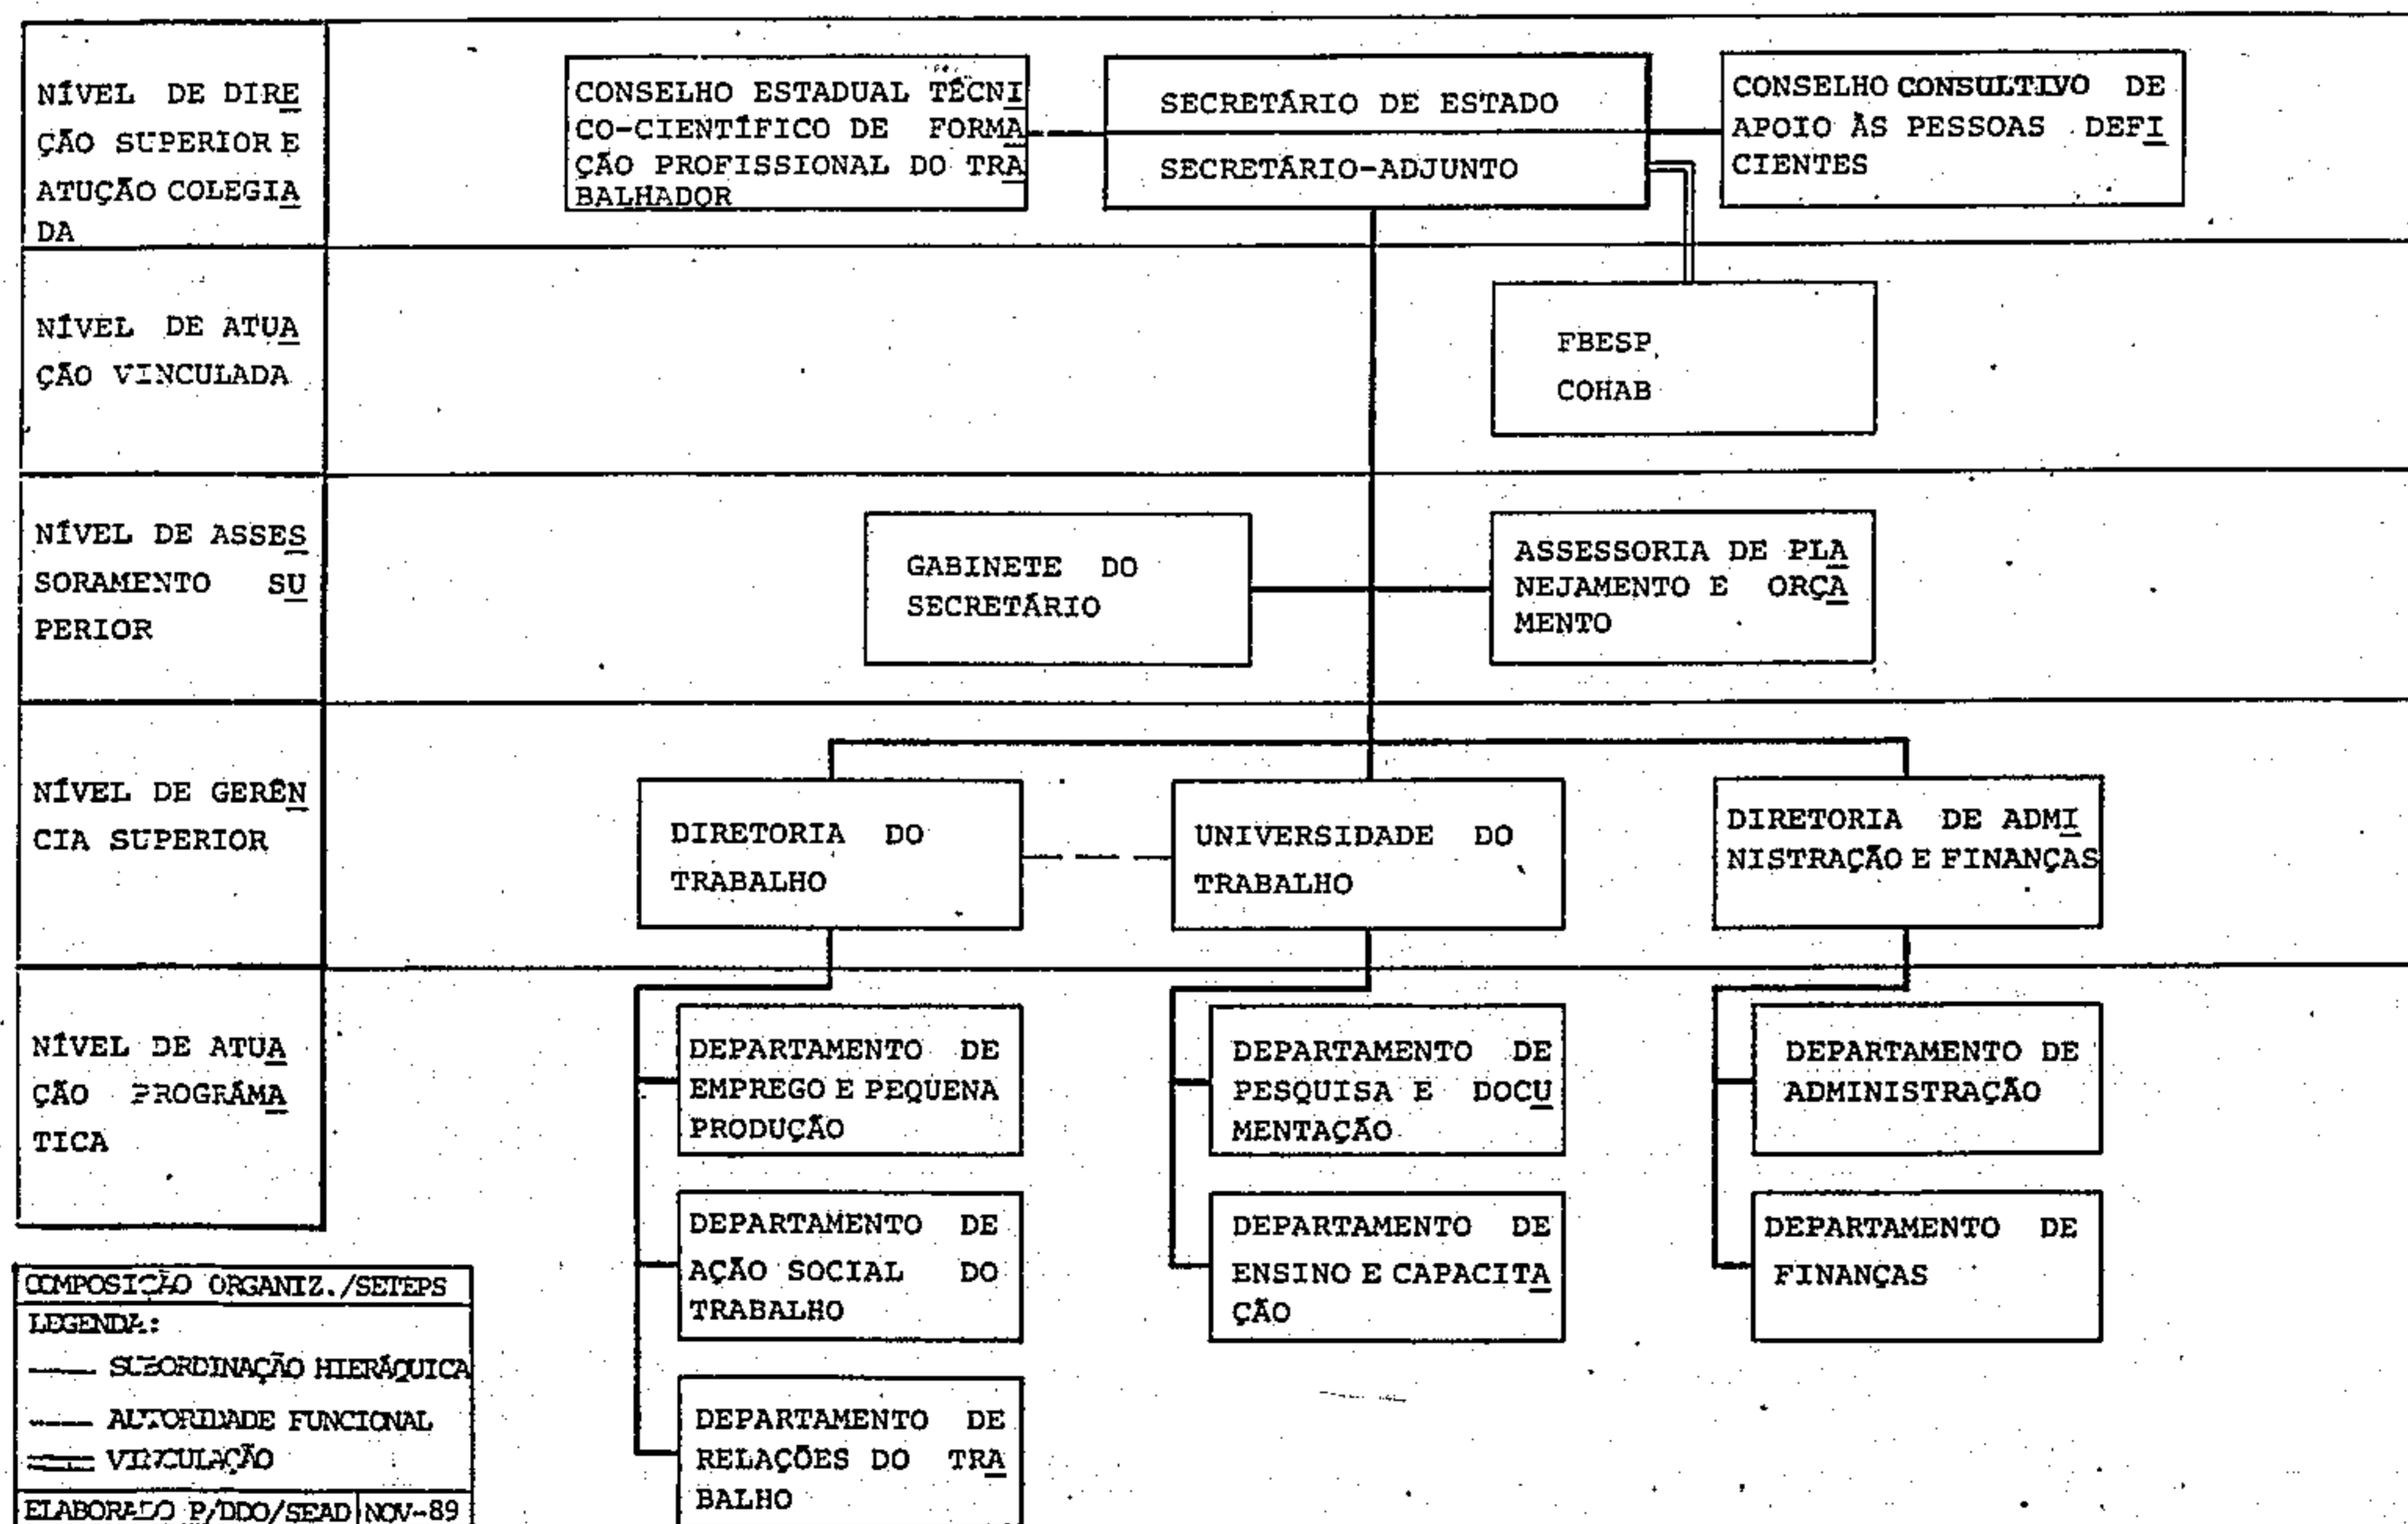 NÍVEL DE DIRE
ÇÃO SUPERIOR E
ATUÇÃO COLEGIA
DA
CONSELHO ESTADUAL TÉCNI
CO-CIENTÍFICO DE FORMA
ÇÃO PROFISSIONAL DO TRA
BALHADOR
SECRETÁRIO DE ESTADO
SECRETÁRIO-ADJUNTO
CONSELHO CONSULTIVO DE
APOIO ÀS PESSOAS DEFI
CIENTES
NÍVEL DE ATUA
ÇÃO VINCULADA
FBESP
COHAB
NÍVEL DE ASSES
SORAMENTO SU
PERIOR
GABINETE DO
SECRETÁRIO
ASSESSORIA DE PLA
NEJAMENTO E ORÇA
MENTO
NÍVEL DE GERÊN
CIA SUPERIOR
DIRETORIA DO
TRABALHO
UNIVERSIDADE DO
TRABALHO
DIRETORIA DE ADMI
NISTRAÇÃO E FINANÇAS
NÍVEL DE ATUA
ÇÃO PROGRÁMA
TICA
DEPARTAMENTO DE
EMPREGO E PEQUENA
PRODUÇÃO
DEPARTAMENTO DE
PESQUISA E DOCU
MENTAÇÃO
DEPARTAMENTO DE
ADMINISTRAÇÃO
DEPARTAMENTO DE
AÇÃO SOCIAL DO
TRABALHO
DEPARTAMENTO DE
ENSINO E CAPACITA
ÇÃO
DEPARTAMENTO DE
FINANÇAS
DEPARTAMENTO DE
RELAÇÕES DO TRA
BALHO
COMPOSIÇÃO ORGANIZ./SETEPS
LEGENDA:
SUBORDINAÇÃO HIERÁQUICA
AUTORIDADE FUNCIONAL
VINCULAÇÃO
ELABORADO P/DDO/SEAD NOV-89